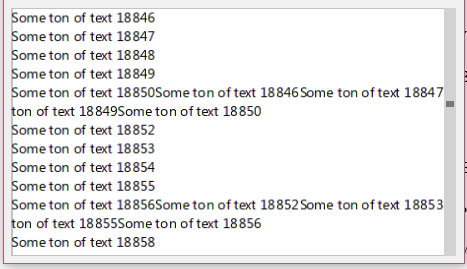 Some ton of text 18846
Some ton of text 18847
Some ton of text 18848
Some ton of text 18849
Some ton of text 18850Some ton of text 18846Some ton of text 18847
ton of text 18849Some ton of text 18850
Some ton of text 18852
Some ton of text 18853
Some ton of text 18854
Some ton of text 18855
Some ton of text 18856Some ton of text 18852Some ton of text 18853
ton of text 18855Some ton of text 18856
Some ton of text 18858